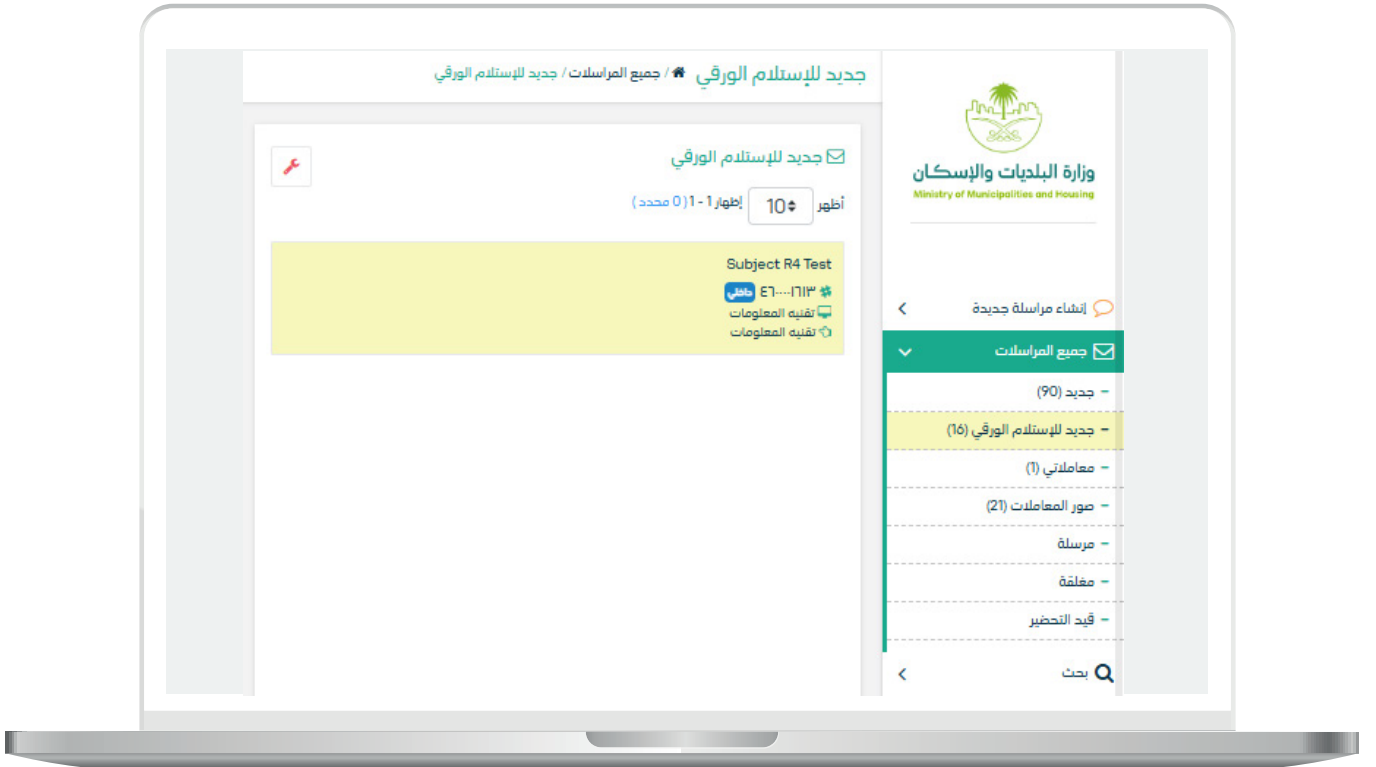 جديد للإستلام الورقي / جميع المراسلات / جديد للإستلام الورقي
وزارة البلديات والإسكان
Ministry of Municipalities and Housing
إنشاء مراسلة جديدة
جميع المراسلات
- جديد (90)
- جديد للإستلام الورقي (16)
- معاملاتي (1)
- صور المعاملات (21)
- مرسلة
- مغلقة
- قيد التحضير
بحث
جديد للإستلام الورقي
أظهر 10 إظهار 1 - 1 (0 محدد)
Subject R4 Test
٤٦٠٠٠٠١٦١٣ داخلي
تقنيه المعلومات
تقنيه المعلومات